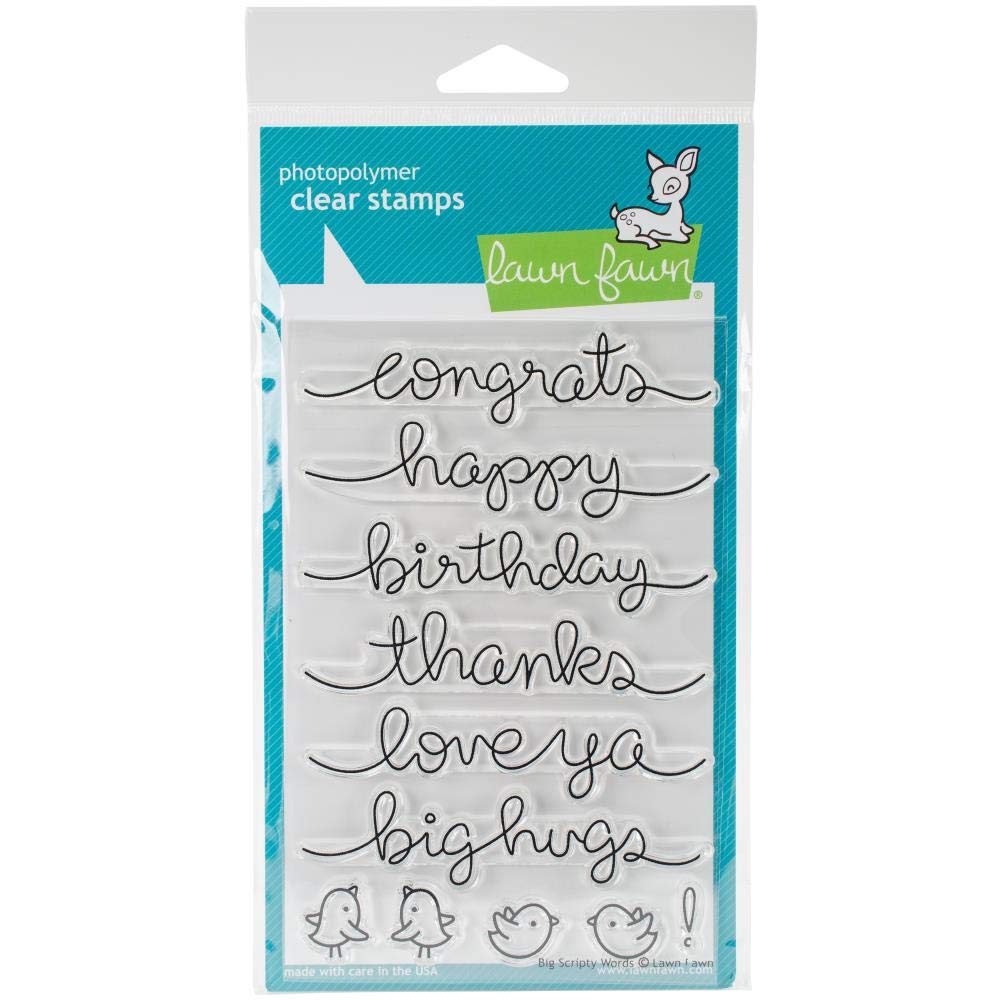 photopolymer
clear stamps
lawn fawn®
congrats
happy
birthday
thanks
love ya
big hugs
!
Big Scripty Words © Lawn Fawn
made with care in the USA
www.lawnfawn.com